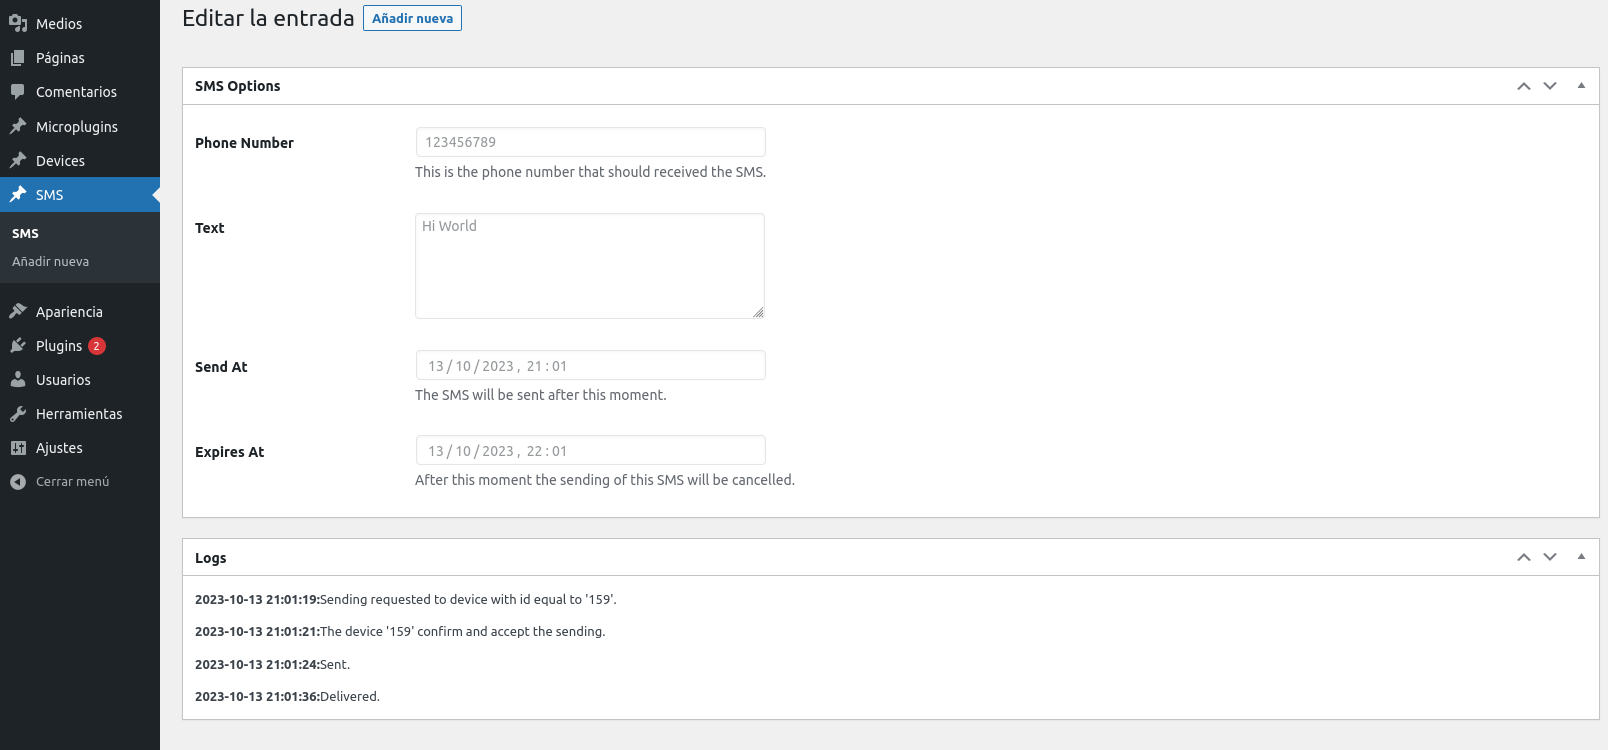 Medios
Páginas
Comentarios
Microplugins
Devices
SMS
SMS
Añadir nueva
Apariencia
Plugins 2
Usuarios
Herramientas
Ajustes
Cerrar menú
Editar la entrada Añadir nueva
SMS Options
Phone Number 123456789
This is the phone number that should received the SMS.
Text Hi World
Send At 13 / 10 / 2023 , 21 : 01
The SMS will be sent after this moment.
Expires At 13 / 10 / 2023 , 22 : 01
After this moment the sending of this SMS will be cancelled.
Logs
2023-10-13 21:01:19:Sending requested to device with id equal to '159'.
2023-10-13 21:01:21:The device '159' confirm and accept the sending.
2023-10-13 21:01:24:Sent.
2023-10-13 21:01:36:Delivered.